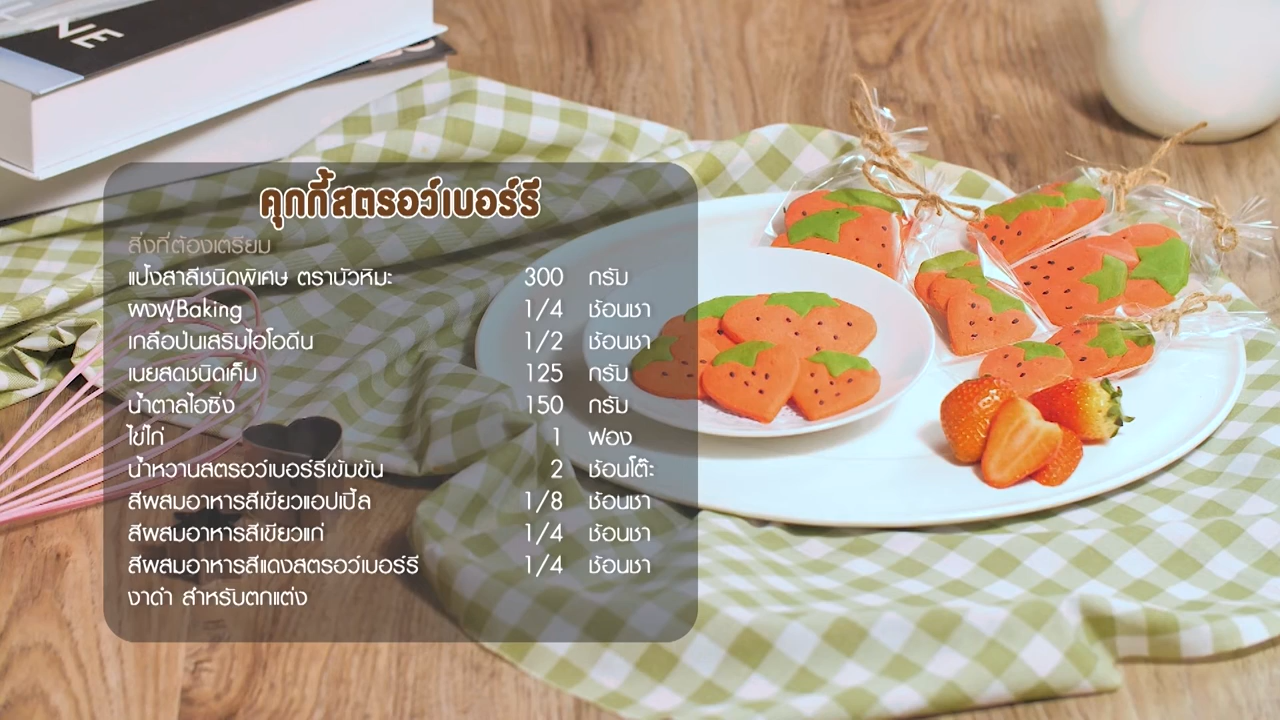 NE
คุกกี้สตรอว์เบอร์รี
สิ่งที่ต้องเตรียม
แป้งสาลีชนิดพิเศษ ตราบัวหิมะ 300 กรัม
ผงฟูBaking 1/4 ช้อนชา
เกลือป่นเสริมไอโอดีน 1/2 ช้อนชา
เนยสดชนิดเค็ม 125 กรัม
น้ำตาลไอซิ่ง 150 กรัม
ไข่ไก่ 1 ฟอง
น้ำหวานสตรอว์เบอร์รีเข้มข้น 2 ช้อนโต๊ะ
สีผสมอาหารสีเขียวแอปเปิ้ล 1/8 ช้อนชา
สีผสมอาหารสีเขียวแก่ 1/4 ช้อนชา
สีผสมอาหารสีแดงสตรอว์เบอร์รี 1/4 ช้อนชา
งาดำ สำหรับตกแต่ง